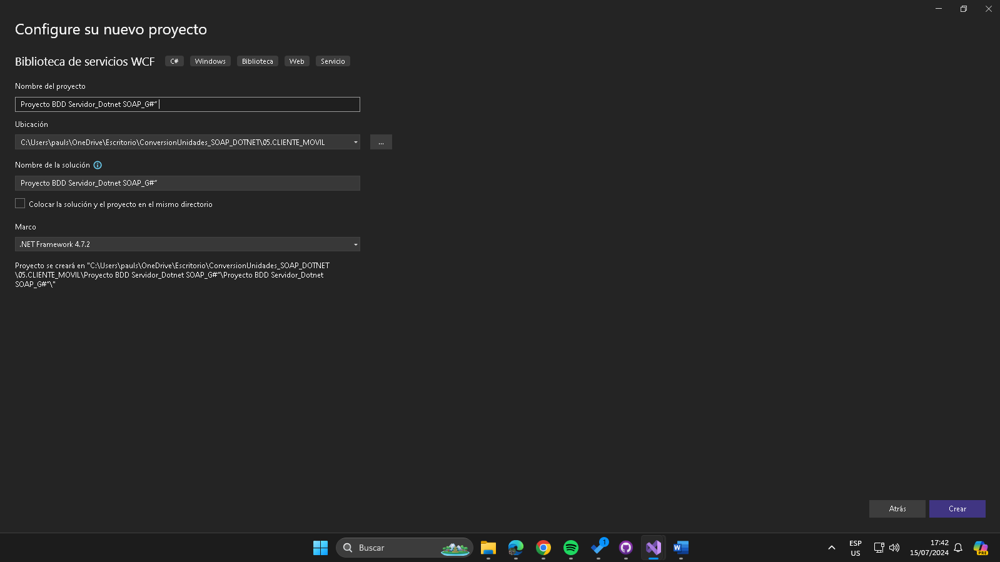 Configure su nuevo proyecto
Biblioteca de servicios WCF C# Windows Biblioteca Web Servicio
Nombre del proyecto
Proyecto BDD Servidor_Dotnet SOAP_G#“
Ubicación
C:\Users\pauls\OneDrive\Escritorio\ConversionUnidades_SOAP_DOTNET\05.CLIENTE_MOVIL ...
Nombre de la solución
Proyecto BDD Servidor_Dotnet SOAP_G#“
Colocar la solución y el proyecto en el mismo directorio
Marco
.NET Framework 4.7.2
Proyecto se creará en "C:\Users\pauls\OneDrive\Escritorio\ConversionUnidades_SOAP_DOTNET
\05.CLIENTE_MOVIL\Proyecto BDD Servidor_Dotnet SOAP_G#“\Proyecto BDD Servidor_Dotnet
SOAP_G#“\"
Atrás Crear
Buscar 1 W ESP US 17:42 15/07/2024 PRE